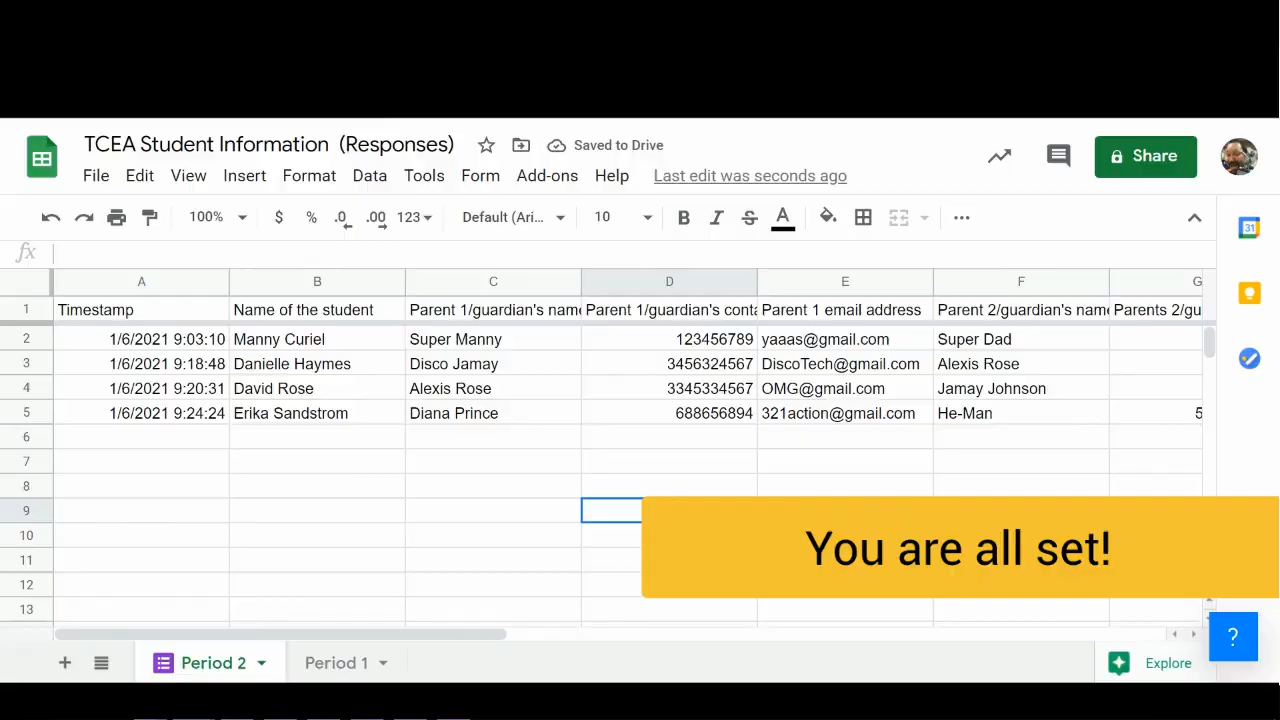 TCEA Student Information (Responses)
Saved to Drive
Share
File Edit View Insert Format Data Tools Form Add-ons Help Last edit was seconds ago
100% $ % .0 .00 123 Default (Ari... 10 B I S A
31
fx
A B C D E F G
1 Timestamp Name of the student Parent 1/guardian's name Parent 1/guardian's conta Parent 1 email address Parent 2/guardian's name Parents 2/gu
2 1/6/2021 9:03:10 Manny Curiel Super Manny 123456789 yaaas@gmail.com Super Dad
3 1/6/2021 9:18:48 Danielle Haymes Disco Jamay 3456324567 DiscoTech@gmail.com Alexis Rose
4 1/6/2021 9:20:31 David Rose Alexis Rose 3345334567 OMG@gmail.com Jamay Johnson
5 1/6/2021 9:24:24 Erika Sandstrom Diana Prince 688656894 321action@gmail.com He-Man 5
6
7
8
9
10
11
12
13
You are all set!
?
+ Period 2 Period 1 Explore